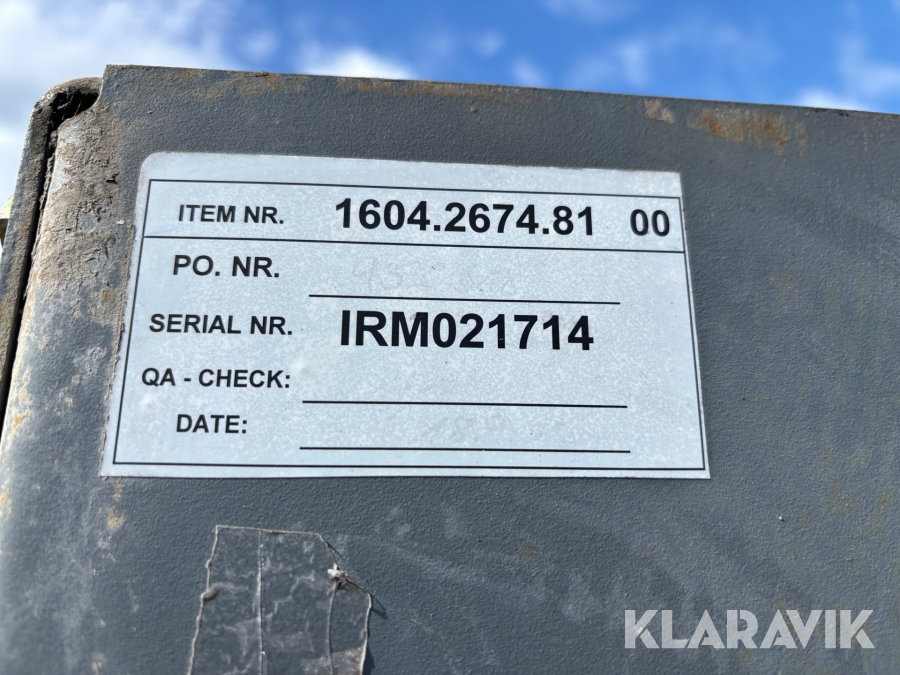 ITEM NR. 1604.2674.81 00
PO. NR.
SERIAL NR. IRM021714
QA - CHECK:
DATE:
KLARAVIK